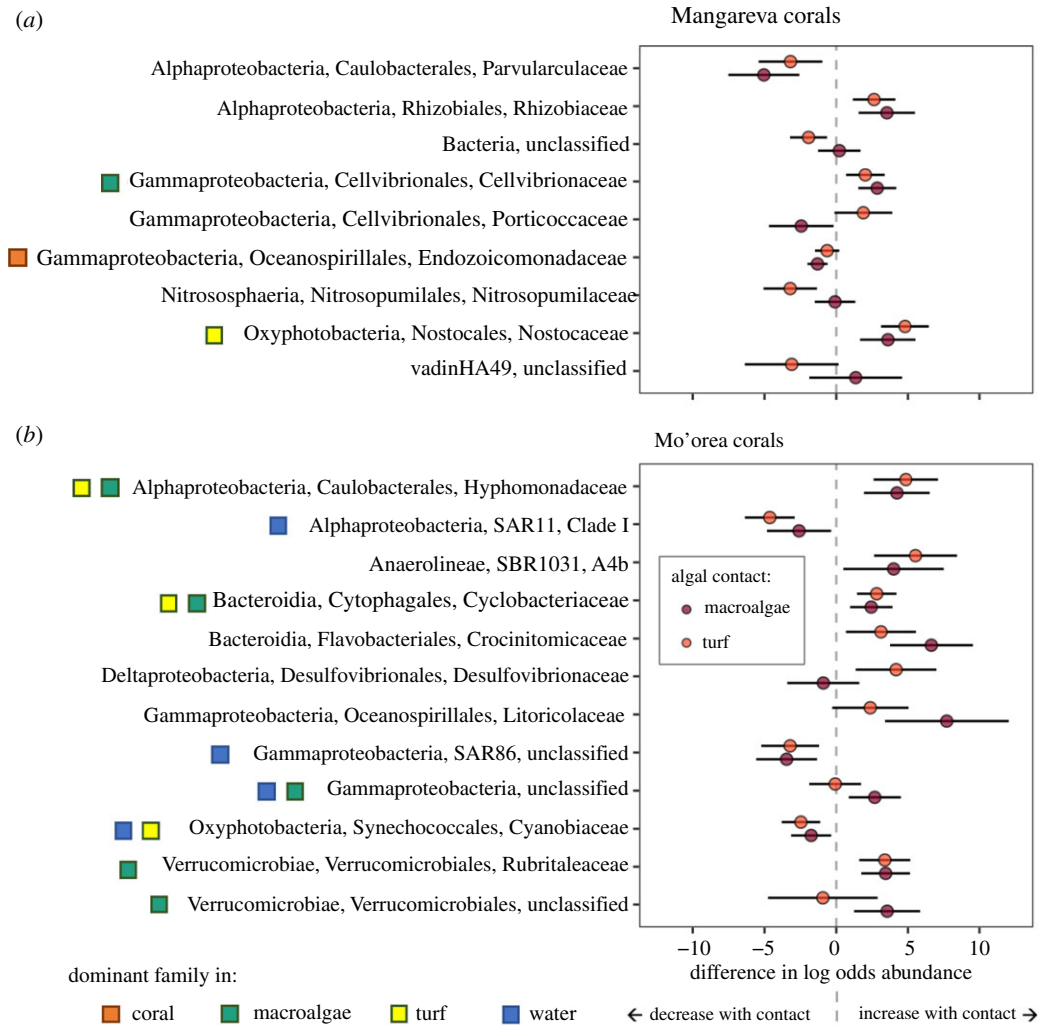 (a)
Mangareva corals
Alphaproteobacteria, Caulobacterales, Parvularculaceae
Alphaproteobacteria, Rhizobiales, Rhizobiaceae
Bacteria, unclassified
Gammaproteobacteria, Cellvibrionales, Cellvibrionaceae
Gammaproteobacteria, Cellvibrionales, Porticoccaceae
Gammaproteobacteria, Oceanospirillales, Endozoicomonadaceae
Nitrososphaeria, Nitrosopumilales, Nitrosopumilaceae
Oxyphotobacteria, Nostocales, Nostocaceae
vadinHA49, unclassified
(b)
Mo'orea corals
Alphaproteobacteria, Caulobacterales, Hyphomonadaceae
Alphaproteobacteria, SAR11, Clade I
Anaerolineae, SBR1031, A4b
Bacteroidia, Cytophagales, Cyclobacteriaceae
Bacteroidia, Flavobacteriales, Crocinitomicaceae
Deltaproteobacteria, Desulfovibrionales, Desulfovibrionaceae
Gammaproteobacteria, Oceanospirillales, Litoricolaceae
Gammaproteobacteria, SAR86, unclassified
Gammaproteobacteria, unclassified
Oxyphotobacteria, Synechococcales, Cyanobiaceae
Verrucomicrobiae, Verrucomicrobiales, Rubritaleaceae
Verrucomicrobiae, Verrucomicrobiales, unclassified
algal contact:
macroalgae
turf
−10 −5 0 5 10
difference in log odds abundance
dominant family in:
coral macroalgae turf water
← decrease with contact increase with contact →